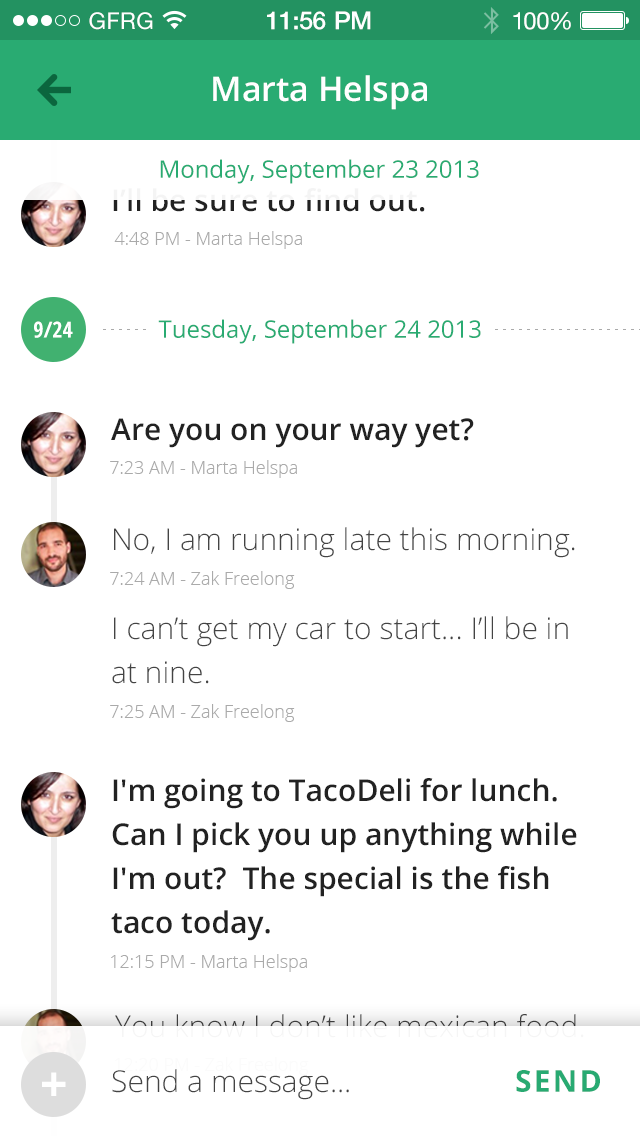 GFRG 11:56 PM 100%
Marta Helspa
Monday, September 23 2013
I'll be sure to find out.
4:48 PM - Marta Helspa
9/24 Tuesday, September 24 2013
Are you on your way yet?
7:23 AM - Marta Helspa
No, I am running late this morning.
7:24 AM - Zak Freelong
I can’t get my car to start... I’ll be in
at nine.
7:25 AM - Zak Freelong
I'm going to TacoDeli for lunch.
Can I pick you up anything while
I'm out?  The special is the fish
taco today.
12:15 PM - Marta Helspa
You know I don’t like mexican food.
Send a message... SEND